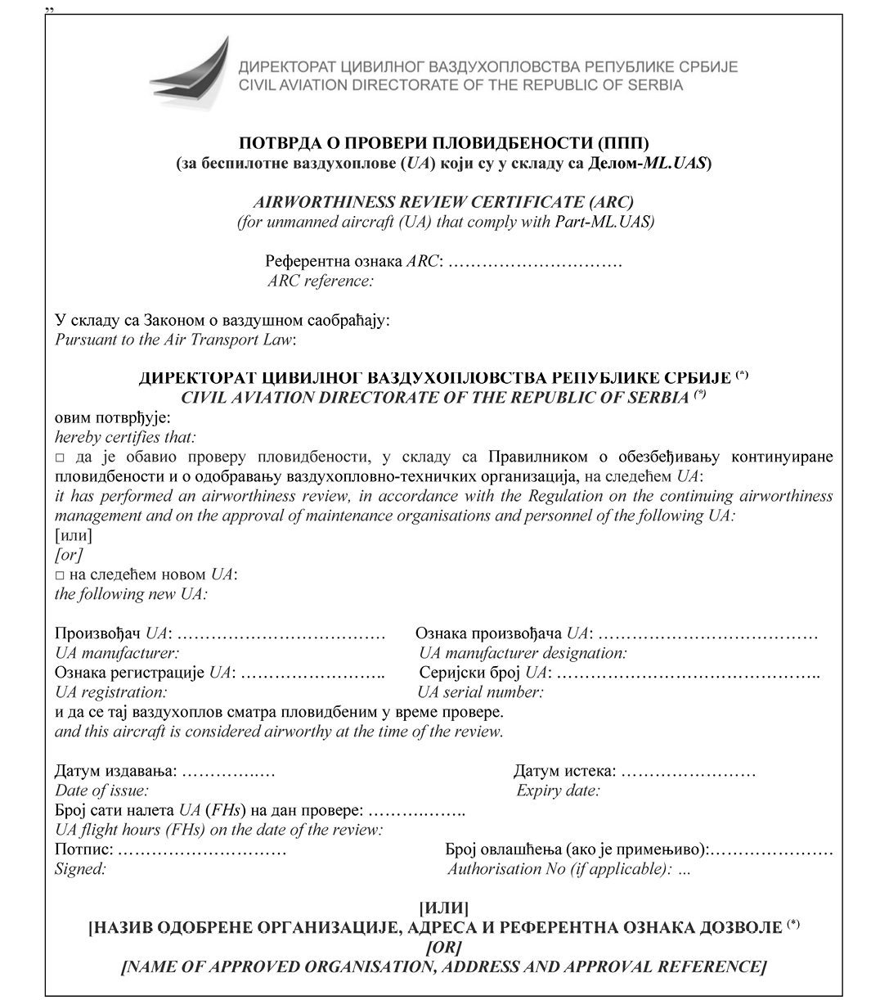 „
ДИРЕКТОРАТ ЦИВИЛНОГ ВАЗДУХОПЛОВСТВА РЕПУБЛИКЕ СРБИЈЕ
CIVIL AVIATION DIRECTORATE OF THE REPUBLIC OF SERBIA
ПОТВРДА О ПРОВЕРИ ПЛОВИДБЕНОСТИ (ППП)
(за беспилотне ваздухоплове (UA) који су у складу са Делом-ML.UAS)
AIRWORTHINESS REVIEW CERTIFICATE (ARC)
(for unmanned aircraft (UA) that comply with Part-ML.UAS)
Референтна ознака ARC: ………………………….
ARC reference:
У складу са Законом о ваздушном саобраћају:
Pursuant to the Air Transport Law:
ДИРЕКТОРАТ ЦИВИЛНОГ ВАЗДУХОПЛОВСТВА РЕПУБЛИКЕ СРБИЈЕ (*)
CIVIL AVIATION DIRECTORATE OF THE REPUBLIC OF SERBIA (*)
овим потврђује:
hereby certifies that:
□ да је обавио проверу пловидбености, у складу са Правилником о обезбеђивању континуиране
пловидбености и о одобравању ваздухопловно-техничких организација, на следећем UA:
it has performed an airworthiness review, in accordance with the Regulation on the continuing airworthiness
management and on the approval of maintenance organisations and personnel of the following UA:
[или]
[or]
□ на следећем новом UA:
the following new UA:
Произвођач UA: ………………………………. Ознака произвођача UA: …………………………………
UA manufacturer: UA manufacturer designation:
Ознака регистрације UA: …………………….. Серијски број UA: ………………………………………..
UA registration: UA serial number:
и да се тај ваздухоплов сматра пловидбеним у време провере.
and this aircraft is considered airworthy at the time of the review.
Датум издавања: …………..… Датум истека: ……………………
Date of issue: Expiry date:
Број сати налета UA (FHs) на дан провере: ……….……..
UA flight hours (FHs) on the date of the review:
Потпис: ………………………… Број овлашћења (ако је примењиво):………………….
Signed: Authorisation No (if applicable): …
[ИЛИ]
[НАЗИВ ОДОБРЕНЕ ОРГАНИЗАЦИЈЕ, АДРЕСА И РЕФЕРЕНТНА ОЗНАКА ДОЗВОЛЕ (*)
[OR]
[NAME OF APPROVED ORGANISATION, ADDRESS AND APPROVAL REFERENCE]